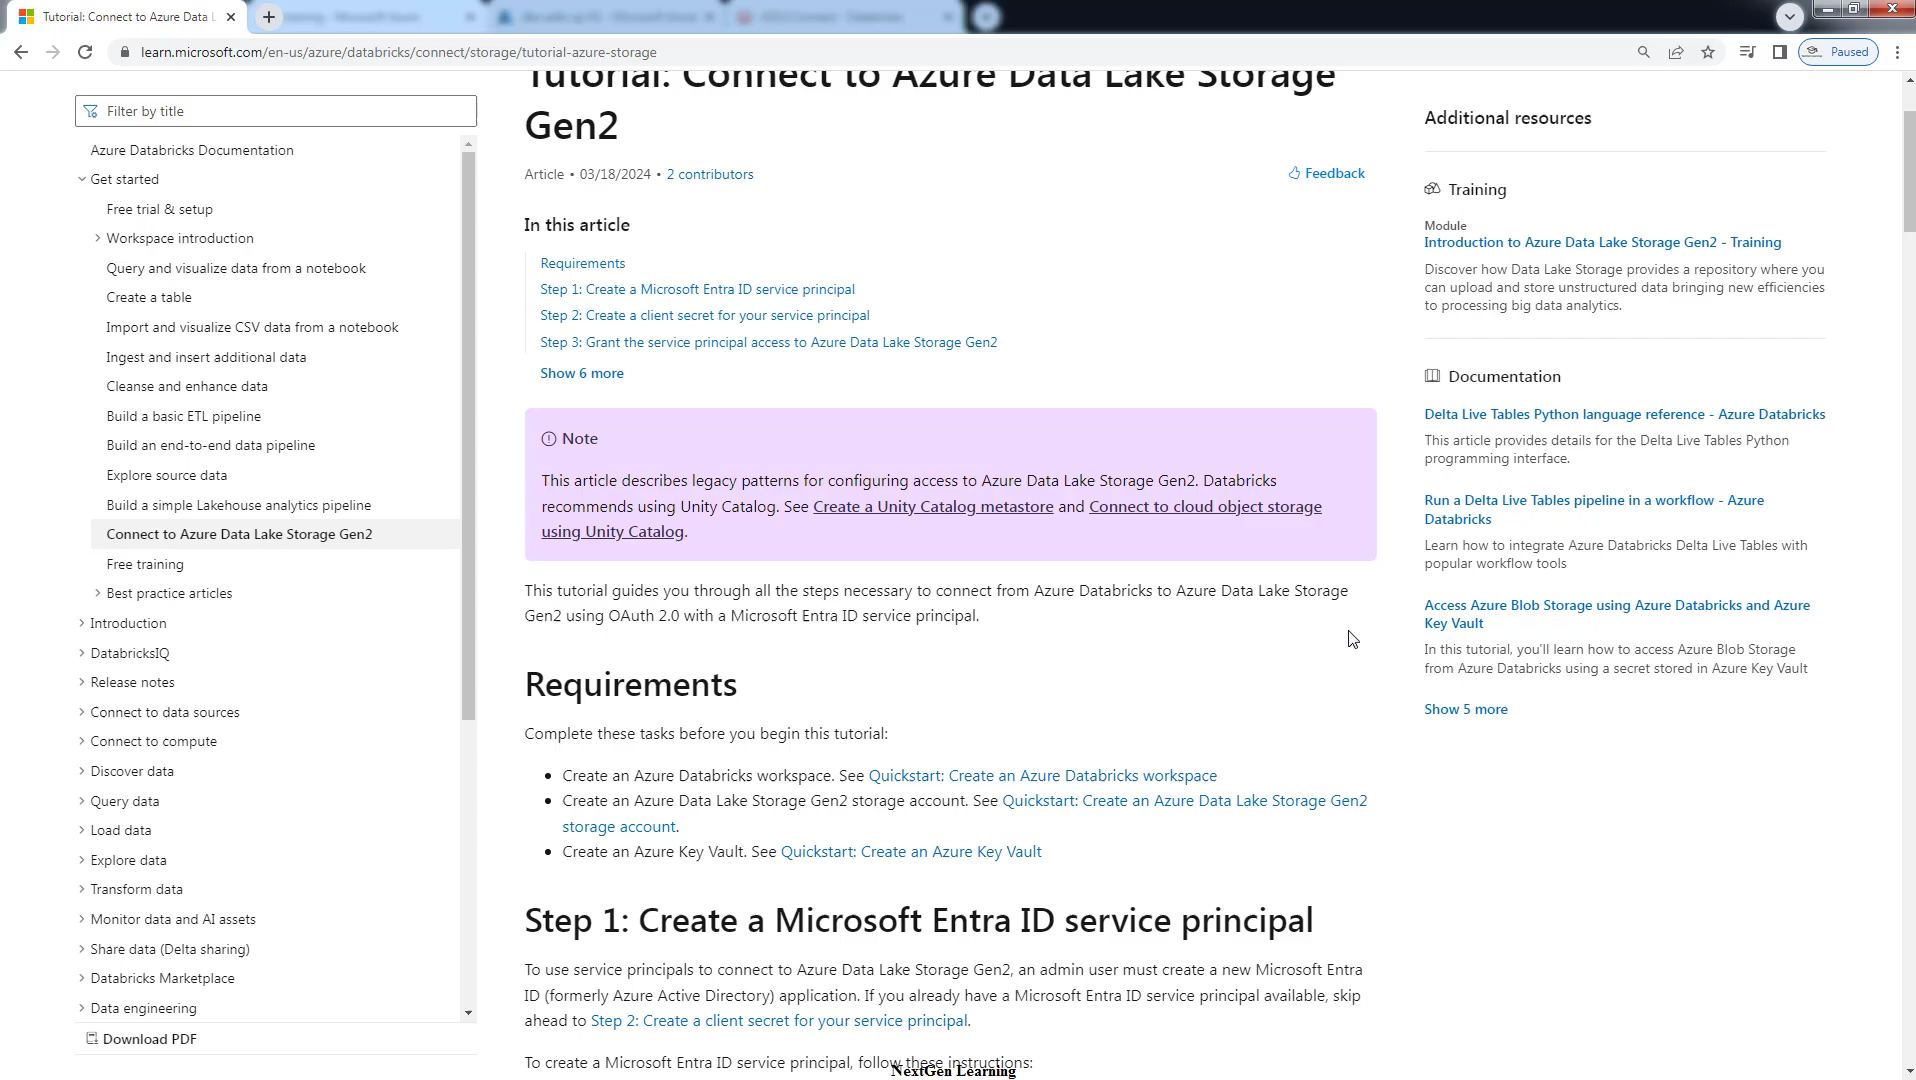 Tutorial: Connect to Azure Data L
learn.microsoft.com/en-us/azure/databricks/connect/storage/tutorial-azure-storage
Paused
Filter by title
Azure Databricks Documentation
Get started
Free trial & setup
Workspace introduction
Query and visualize data from a notebook
Create a table
Import and visualize CSV data from a notebook
Ingest and insert additional data
Cleanse and enhance data
Build a basic ETL pipeline
Build an end-to-end data pipeline
Explore source data
Build a simple Lakehouse analytics pipeline
Connect to Azure Data Lake Storage Gen2
Free training
Best practice articles
Introduction
DatabricksIQ
Release notes
Connect to data sources
Connect to compute
Discover data
Query data
Load data
Explore data
Transform data
Monitor data and AI assets
Share data (Delta sharing)
Databricks Marketplace
Data engineering
Download PDF
Tutorial: Connect to Azure Data Lake Storage
Gen2
Article • 03/18/2024 • 2 contributors
Feedback
In this article
Requirements
Step 1: Create a Microsoft Entra ID service principal
Step 2: Create a client secret for your service principal
Step 3: Grant the service principal access to Azure Data Lake Storage Gen2
Show 6 more
Note
This article describes legacy patterns for configuring access to Azure Data Lake Storage Gen2. Databricks
recommends using Unity Catalog. See Create a Unity Catalog metastore and Connect to cloud object storage
using Unity Catalog.
This tutorial guides you through all the steps necessary to connect from Azure Databricks to Azure Data Lake Storage
Gen2 using OAuth 2.0 with a Microsoft Entra ID service principal.
Requirements
Complete these tasks before you begin this tutorial:
• Create an Azure Databricks workspace. See Quickstart: Create an Azure Databricks workspace
• Create an Azure Data Lake Storage Gen2 storage account. See Quickstart: Create an Azure Data Lake Storage Gen2
storage account.
• Create an Azure Key Vault. See Quickstart: Create an Azure Key Vault
Step 1: Create a Microsoft Entra ID service principal
To use service principals to connect to Azure Data Lake Storage Gen2, an admin user must create a new Microsoft Entra
ID (formerly Azure Active Directory) application. If you already have a Microsoft Entra ID service principal available, skip
ahead to Step 2: Create a client secret for your service principal.
To create a Microsoft Entra ID service principal, follow these instructions:
NextGen Learning
Additional resources
Training
Module
Introduction to Azure Data Lake Storage Gen2 - Training
Discover how Data Lake Storage provides a repository where you
can upload and store unstructured data bringing new efficiencies
to processing big data analytics.
Documentation
Delta Live Tables Python language reference - Azure Databricks
This article provides details for the Delta Live Tables Python
programming interface.
Run a Delta Live Tables pipeline in a workflow - Azure
Databricks
Learn how to integrate Azure Databricks Delta Live Tables with
popular workflow tools
Access Azure Blob Storage using Azure Databricks and Azure
Key Vault
In this tutorial, you'll learn how to access Azure Blob Storage
from Azure Databricks using a secret stored in Azure Key Vault
Show 5 more